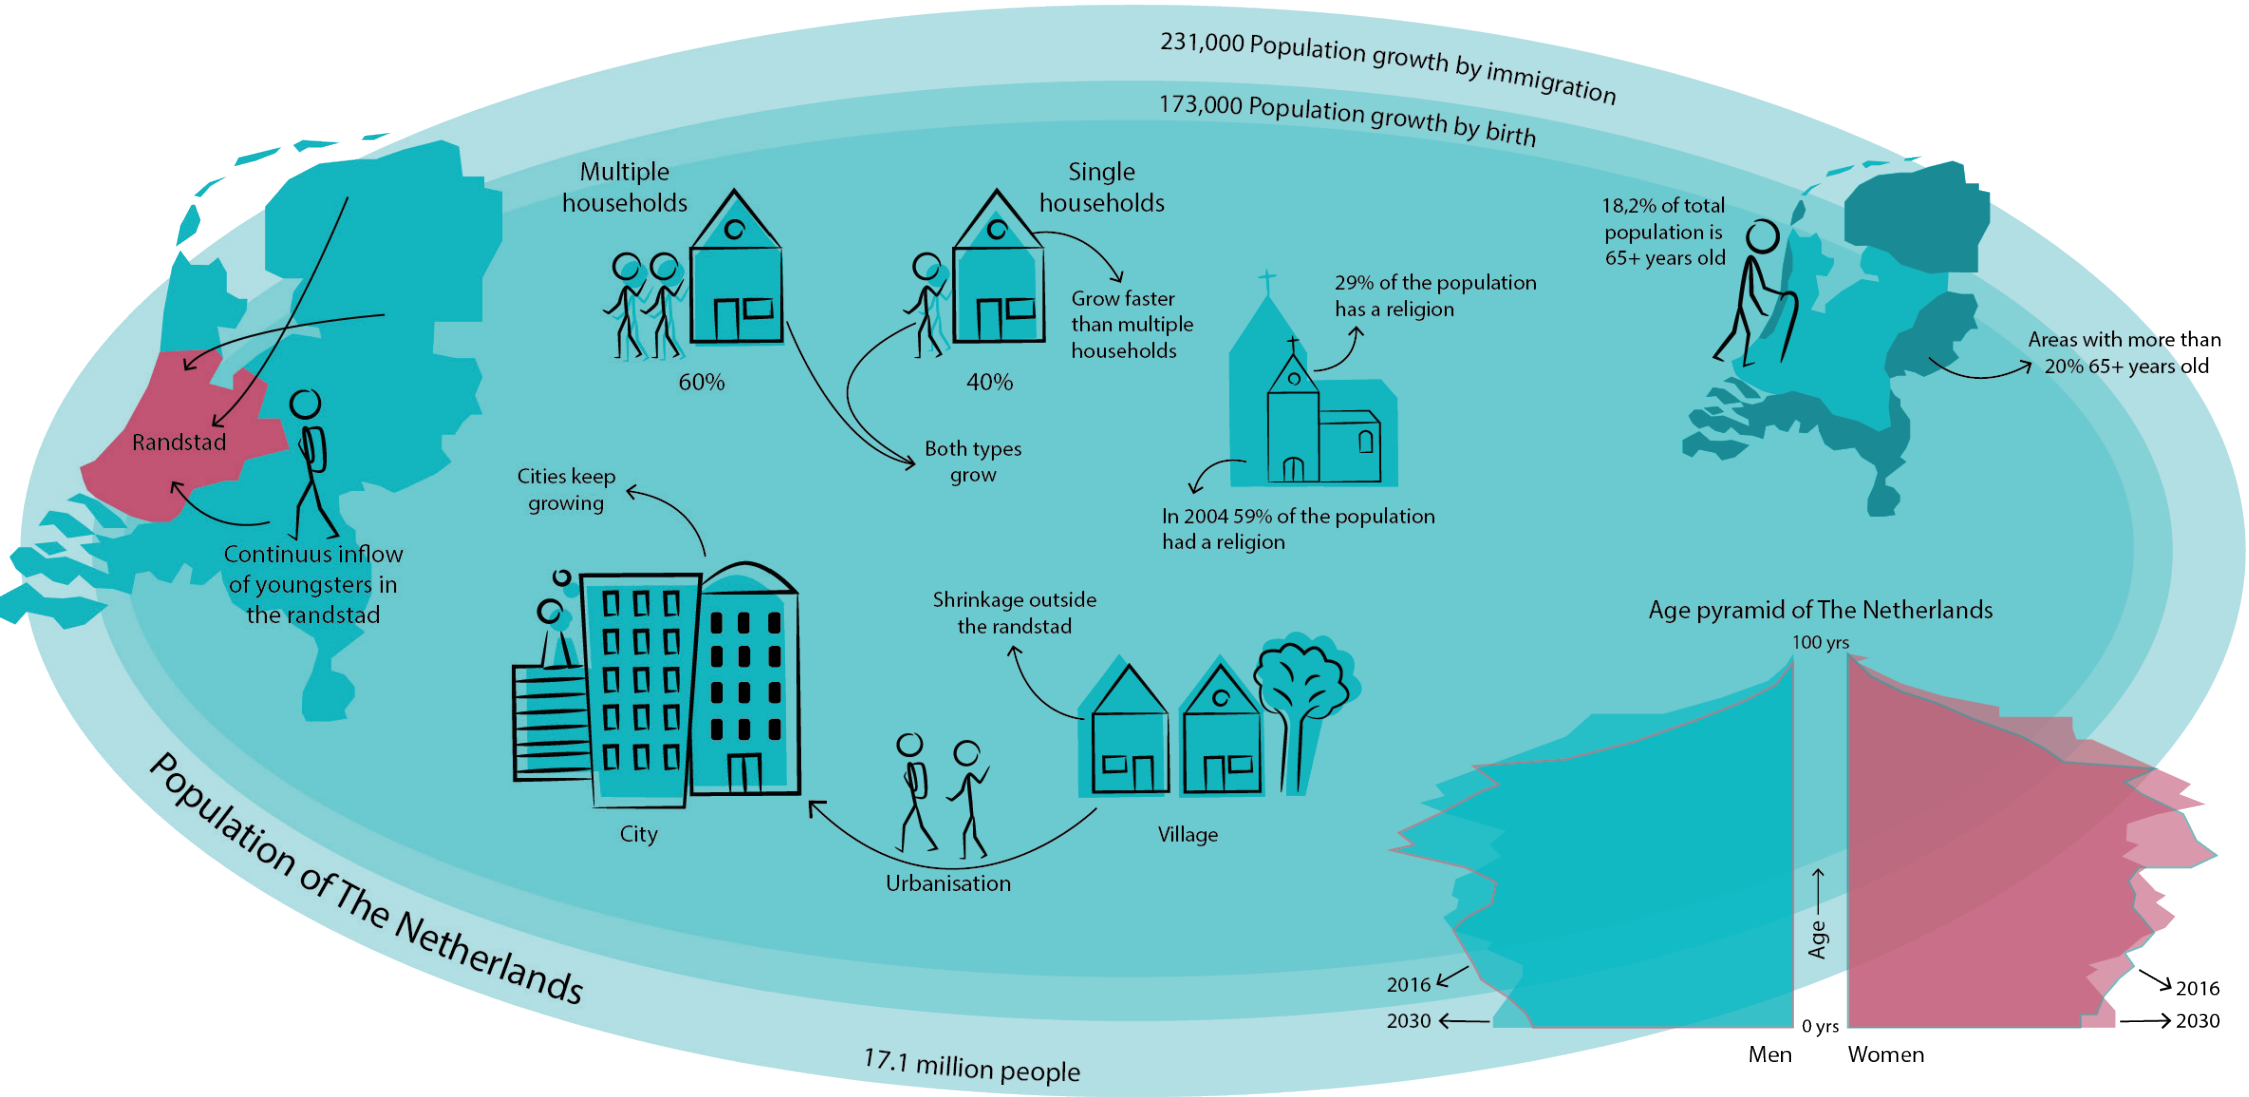 231,000 Population growth by immigration
173,000 Population growth by birth
Multiple
households
60%
Single
households
40%
Grow faster
than multiple
households
Both types
grow
29% of the population
has a religion
In 2004 59% of the population
had a religion
18,2% of total
population is
65+ years old
Areas with more than
20% 65+ years old
Randstad
Continuus inflow
of youngsters in
the randstad
Cities keep
growing
City
Shrinkage outside
the randstad
Village
Urbanisation
Age pyramid of The Netherlands
100 yrs
Age
0 yrs
2016
2030
2016
2030
Men
Women
Population of The Netherlands
17.1 million people